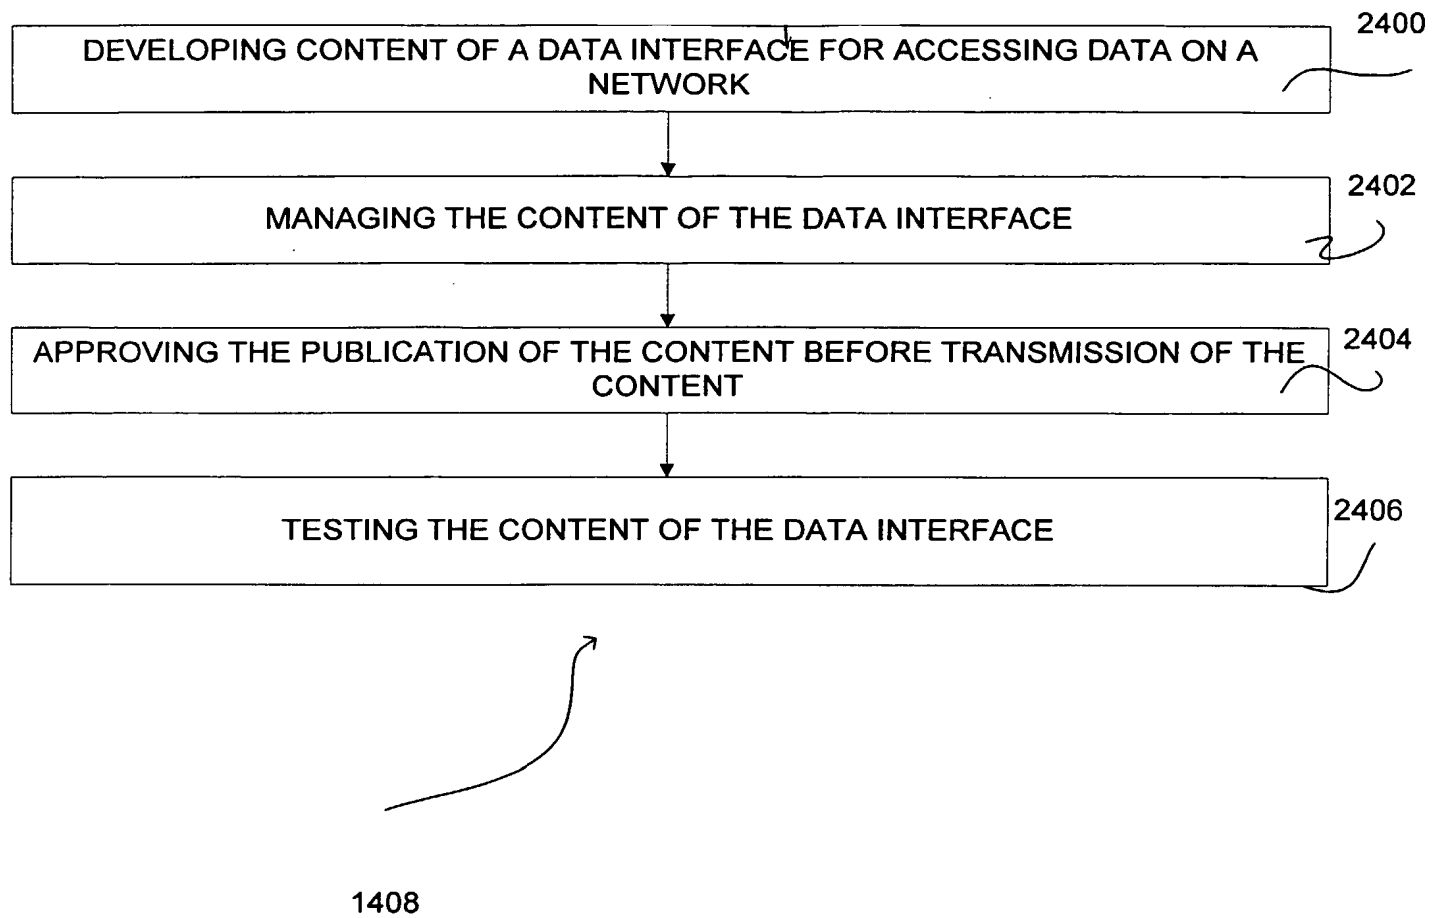 2400
DEVELOPING CONTENT OF A DATA INTERFACE FOR ACCESSING DATA ON A
NETWORK
2402
MANAGING THE CONTENT OF THE DATA INTERFACE
2404
APPROVING THE PUBLICATION OF THE CONTENT BEFORE TRANSMISSION OF THE
CONTENT
2406
TESTING THE CONTENT OF THE DATA INTERFACE
1408